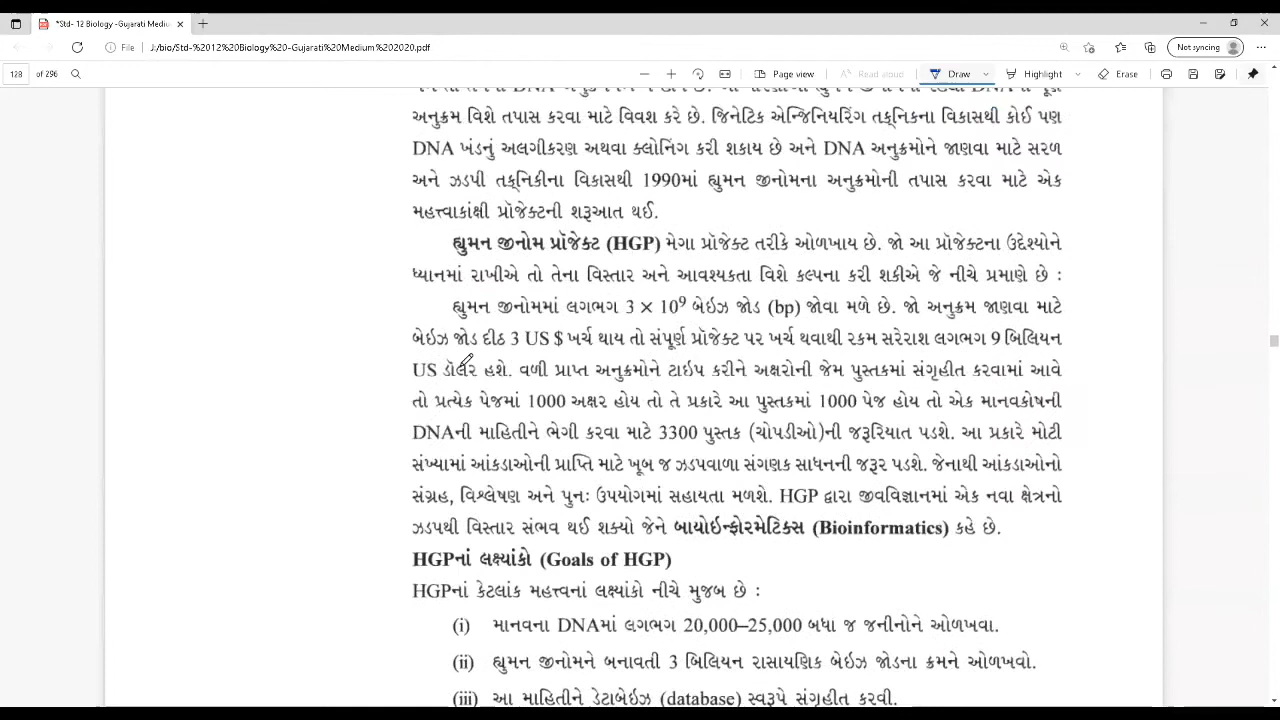 *Std- 12 Biology -Gujarati Medium
File J:/bio/Std-%2012%20Biology%20-Gujarati%20Medium%202020.pdf Not syncing
128 of 296 Page view Read aloud Draw Highlight Erase
અનુક્રમ વિશે તપાસ કરવા માટે વિવશ કરે છે. જિનેટિક એન્જિનિયરિંગ તક્નિકના વિકાસથી કોઈ પણ
DNA ખંડનું અલગીકરણ અથવા ક્લોનિંગ કરી શકાય છે અને DNA અનુક્રમોને જાણવા માટે સરળ
અને ઝડપી તક્નિકીના વિકાસથી 1990માં હ્યુમન જીનોમના અનુક્રમોની તપાસ કરવા માટે એક
મહત્ત્વાકાંક્ષી પ્રૉજેક્ટની શરૂઆત થઈ.
હ્યુમન જીનોમ પ્રૉજેક્ટ (HGP) મેગા પ્રૉજેક્ટ તરીકે ઓળખાય છે. જો આ પ્રૉજેક્ટના ઉદેશ્યોને
ધ્યાનમાં રાખીએ તો તેના વિસ્તાર અને આવશ્યકતા વિશે કલ્પના કરી શકીએ જે નીચે પ્રમાણે છે :
હ્યુમન જીનોમમાં લગભગ 3 × 10⁹ બેઇઝ જોડ (bp) જોવા મળે છે. જો અનુક્રમ જાણવા માટે
બેઇઝ જોડ દીઠ 3 US $ ખર્ચ થાય તો સંપૂર્ણ પ્રૉજેક્ટ પર ખર્ચ થવાથી રકમ સરેરાશ લગભગ 9 બિલિયન
US ડૉલર હશે. વળી પ્રાપ્ત અનુક્રમોને ટાઇપ કરીને અક્ષરોની જેમ પુસ્તકમાં સંગૃહીત કરવામાં આવે
તો પ્રત્યેક પેજમાં 1000 અક્ષર હોય તો તે પ્રકારે આ પુસ્તકમાં 1000 પેજ હોય તો એક માનવકોષની
DNAની માહિતીને ભેગી કરવા માટે 3300 પુસ્તક (ચોપડીઓ)ની જરૂરિયાત પડશે. આ પ્રકારે મોટી
સંખ્યામાં આંકડાઓની પ્રાપ્તિ માટે ખૂબ જ ઝડપવાળા સંગણક સાધનની જરૂર પડશે. જેનાથી આંકડાઓનો
સંગ્રહ, વિશ્લેષણ અને પુનઃ ઉપયોગમાં સહાયતા મળશે. HGP દ્વારા જીવવિજ્ઞાનમાં એક નવા ક્ષેત્રનો
ઝડપથી વિસ્તાર સંભવ થઈ શક્યો જેને બાયોઇન્ફોરમેટિક્સ (Bioinformatics) કહે છે.
HGPનાં લક્ષ્યાંકો (Goals of HGP)
HGPનાં કેટલાંક મહત્ત્વનાં લક્ષ્યાંકો નીચે મુજબ છે :
(i) માનવના DNAમાં લગભગ 20,000–25,000 બધા જ જનીનોને ઓળખવા.
(ii) હ્યુમન જીનોમને બનાવતી 3 બિલિયન રાસાયણિક બેઇઝ જોડના ક્રમને ઓળખવો.
(iii) આ માહિતીને ડેટાબેઇઝ (database) સ્વરૂપે સંગૃહીત કરવી.